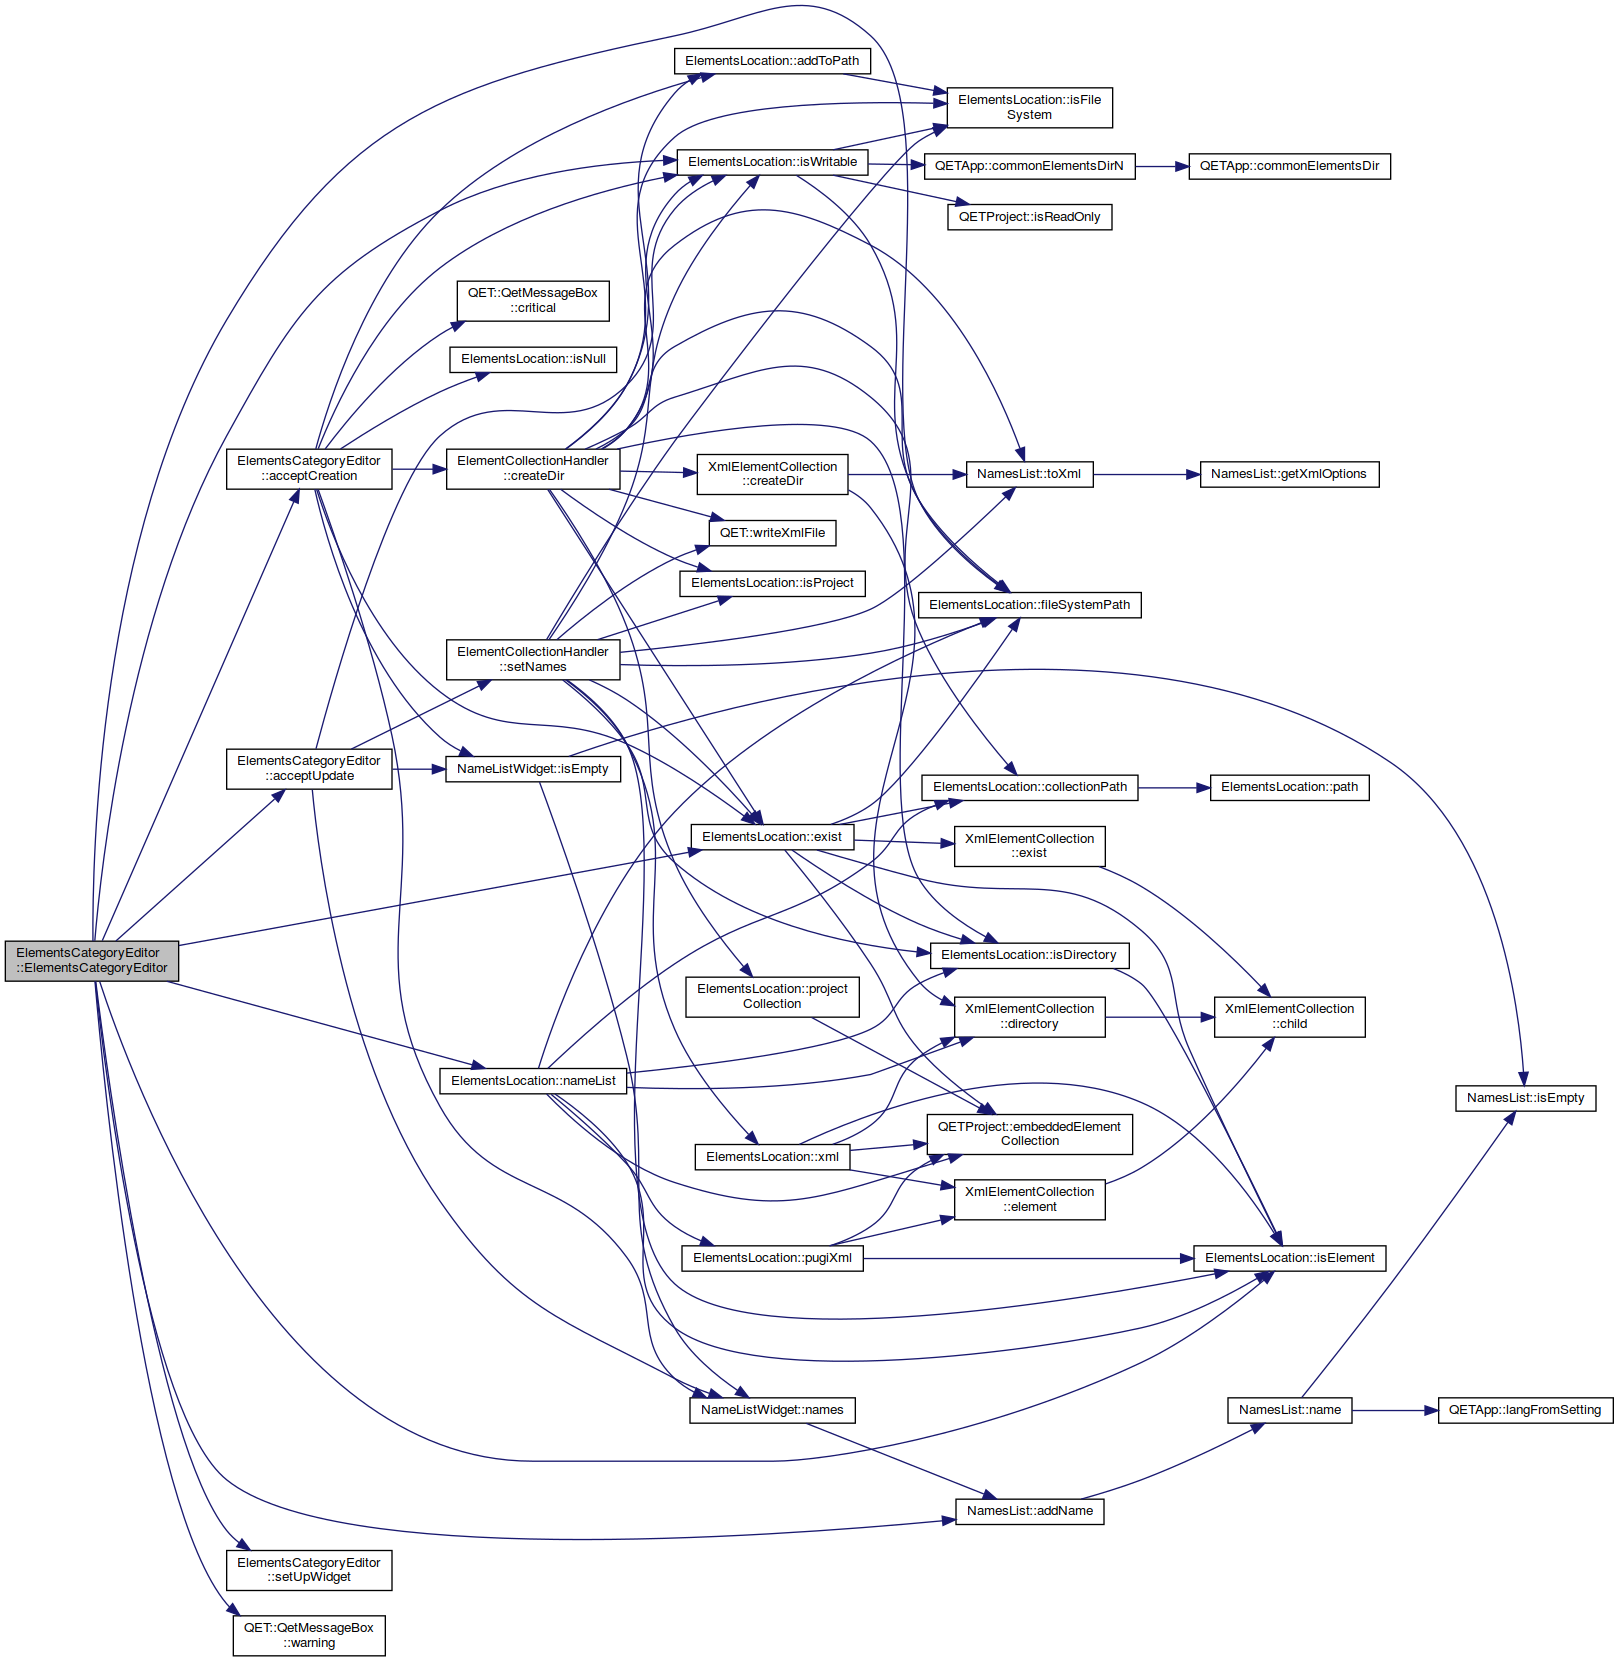 ElementsCategoryEditor
::ElementsCategoryEditor
ElementsCategoryEditor
::acceptCreation
ElementsCategoryEditor
::acceptUpdate
ElementsCategoryEditor
::setUpWidget
QET::QetMessageBox
::warning
QET::QetMessageBox
::critical
ElementsLocation::isNull
ElementCollectionHandler
::createDir
ElementCollectionHandler
::setNames
NameListWidget::isEmpty
ElementsLocation::nameList
ElementsLocation::addToPath
ElementsLocation::isWritable
XmlElementCollection
::createDir
QET::writeXmlFile
ElementsLocation::isProject
ElementsLocation::exist
ElementsLocation::project
Collection
ElementsLocation::xml
ElementsLocation::pugiXml
NameListWidget::names
ElementsLocation::isFile
System
QETApp::commonElementsDirN
QETProject::isReadOnly
NamesList::toXml
ElementsLocation::fileSystemPath
ElementsLocation::collectionPath
XmlElementCollection
::exist
ElementsLocation::isDirectory
XmlElementCollection
::directory
QETProject::embeddedElement
Collection
XmlElementCollection
::element
NamesList::addName
QETApp::commonElementsDir
NamesList::getXmlOptions
ElementsLocation::path
XmlElementCollection
::child
ElementsLocation::isElement
NamesList::name
NamesList::isEmpty
QETApp::langFromSetting